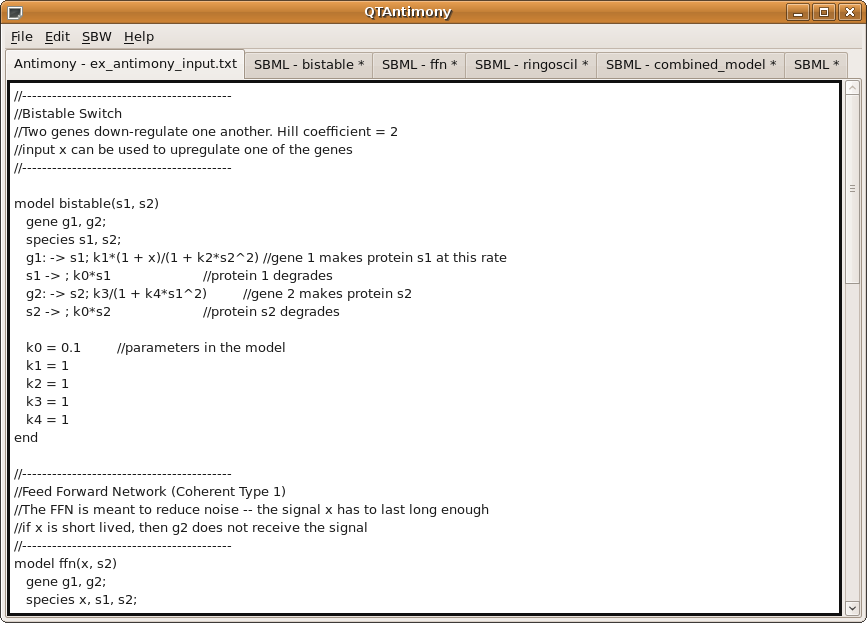 QTAntimony
File Edit SBW Help
Antimony - ex_antimony_input.txt SBML - bistable * SBML - ffn * SBML - ringoscil * SBML - combined_model * SBML *
//------------------------------------------
//Bistable Switch
//Two genes down-regulate one another. Hill coefficient = 2
//input x can be used to upregulate one of the genes
//------------------------------------------
model bistable(s1, s2)
gene g1, g2;
species s1, s2;
g1: -> s1; k1*(1 + x)/(1 + k2*s2^2) //gene 1 makes protein s1 at this rate
s1 -> ; k0*s1 //protein 1 degrades
g2: -> s2; k3/(1 + k4*s1^2) //gene 2 makes protein s2
s2 -> ; k0*s2 //protein s2 degrades
k0 = 0.1 //parameters in the model
k1 = 1
k2 = 1
k3 = 1
k4 = 1
end
//------------------------------------------
//Feed Forward Network (Coherent Type 1)
//The FFN is meant to reduce noise -- the signal x has to last long enough
//if x is short lived, then g2 does not receive the signal
//------------------------------------------
model ffn(x, s2)
gene g1, g2;
species x, s1, s2;